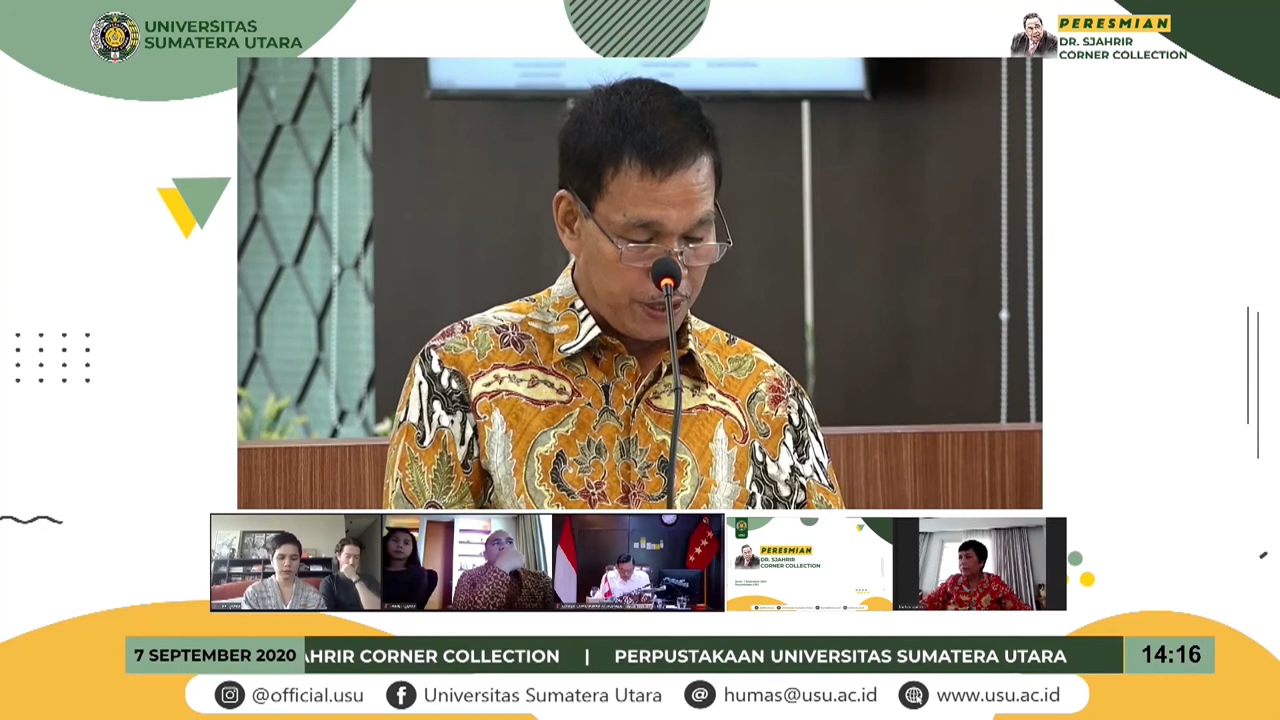 UNIVERSITAS
SUMATERA UTARA
PERESMIAN
DR. SJAHRIR
CORNER COLLECTION
PERESMIAN
DR. SJAHRIR
CORNER COLLECTION
7 SEPTEMBER 2020
AHRIR CORNER COLLECTION | PERPUSTAKAAN UNIVERSITAS SUMATERA UTARA
14:16
@official.usu
Universitas Sumatera Utara
humas@usu.ac.id
www.usu.ac.id